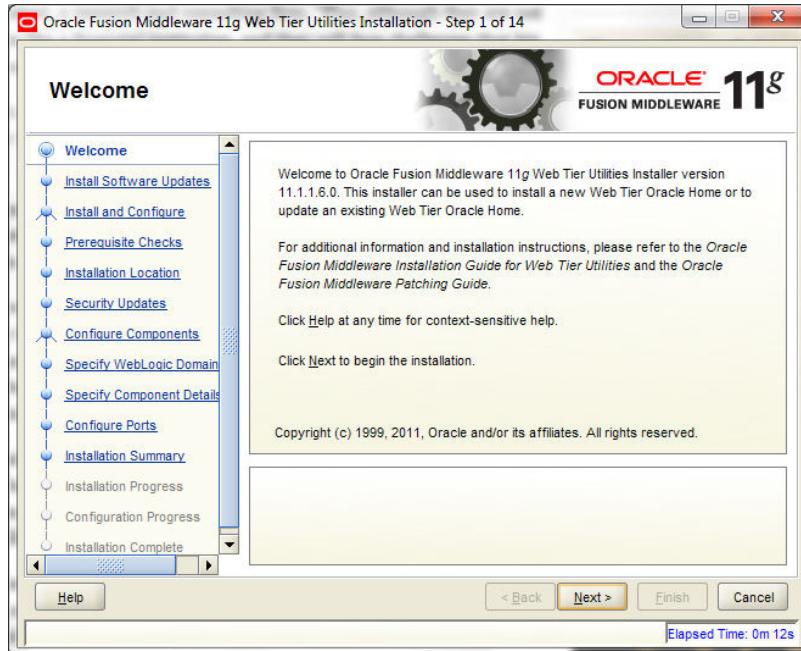 Oracle Fusion Middleware 11g Web Tier Utilities Installation - Step 1 of 14
Welcome
ORACLE
FUSION MIDDLEWARE 11g
Welcome
Install Software Updates
Install and Configure
Prerequisite Checks
Installation Location
Security Updates
Configure Components
Specify WebLogic Domain
Specify Component Details
Configure Ports
Installation Summary
Installation Progress
Configuration Progress
Installation Complete
Welcome to Oracle Fusion Middleware 11g Web Tier Utilities Installer version
11.1.1.6.0. This installer can be used to install a new Web Tier Oracle Home or to
update an existing Web Tier Oracle Home.
For additional information and installation instructions, please refer to the Oracle
Fusion Middleware Installation Guide for Web Tier Utilities and the Oracle
Fusion Middleware Patching Guide.
Click Help at any time for context-sensitive help.
Click Next to begin the installation.
Copyright (c) 1999, 2011, Oracle and/or its affiliates. All rights reserved.
Help
< Back
Next >
Finish
Cancel
Elapsed Time: 0m 12s